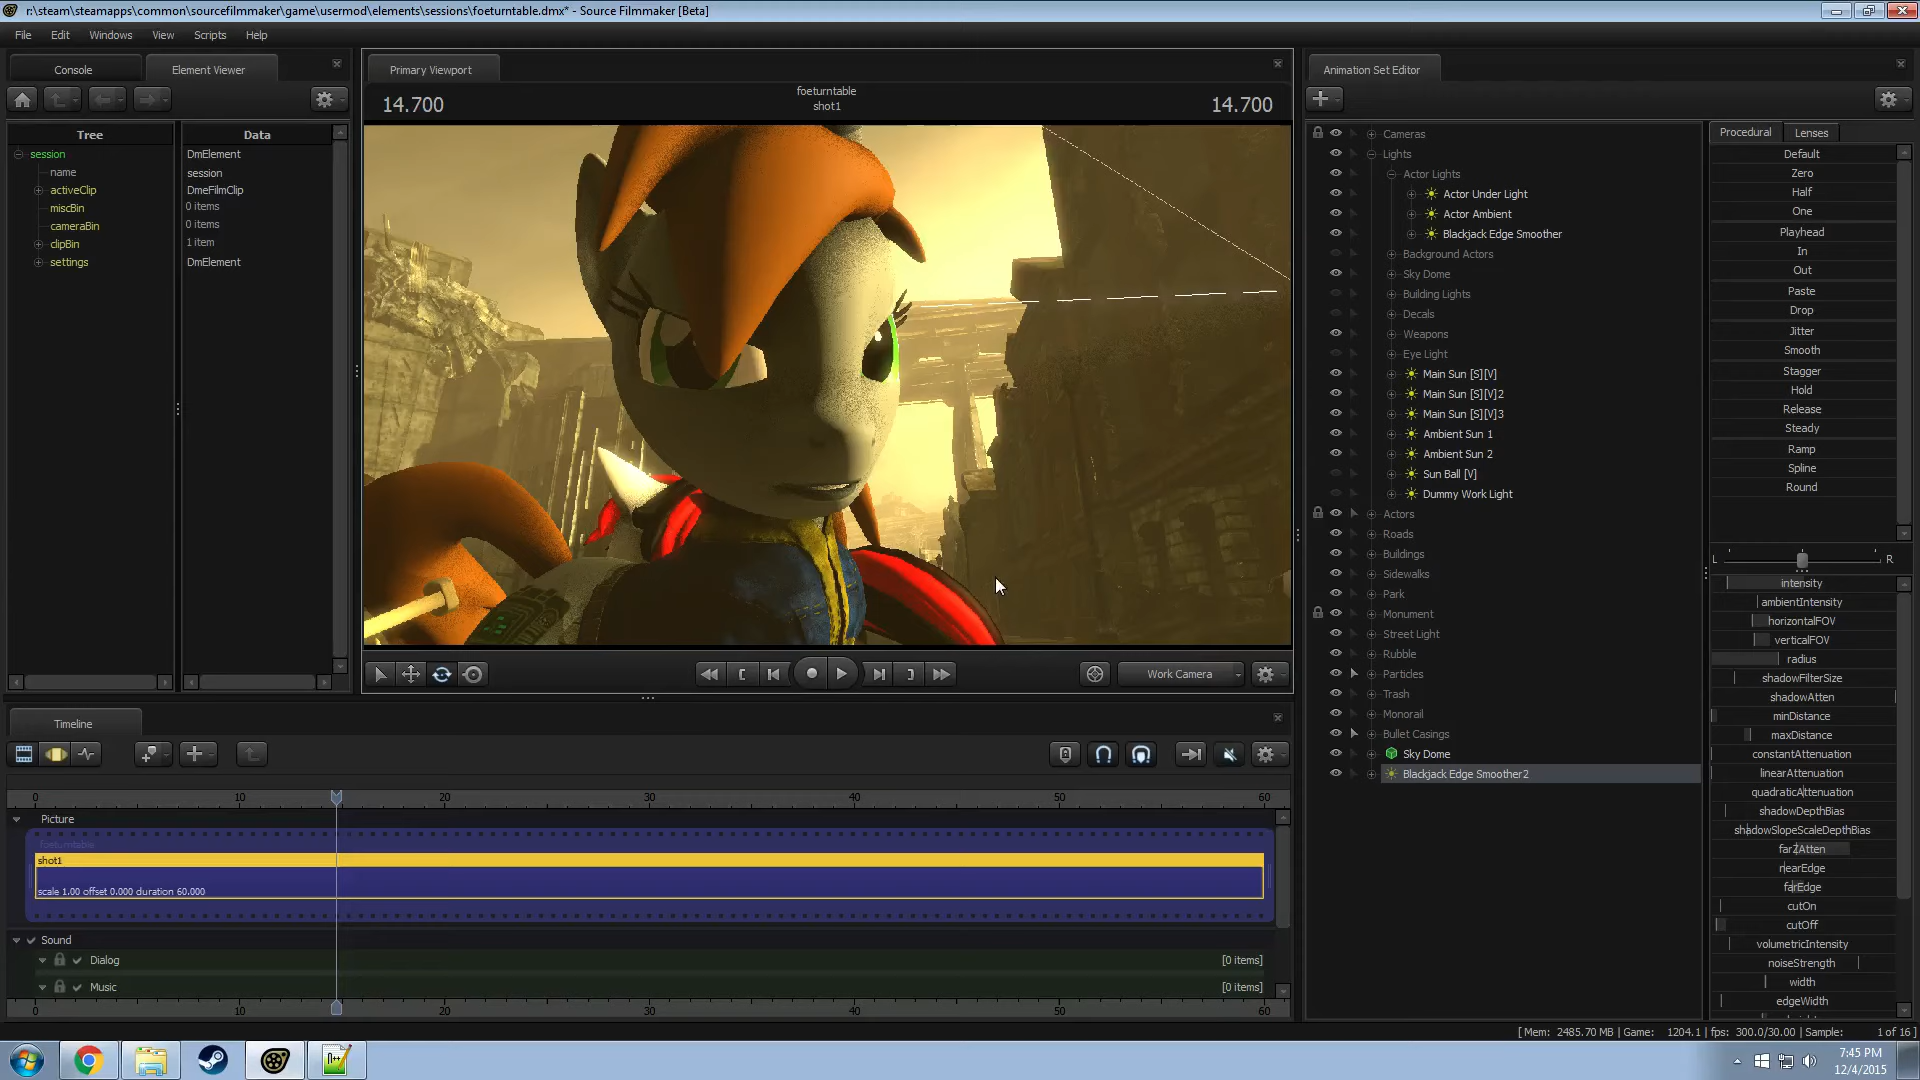 r:\steam\steamapps\common\sourcefilmmaker\game\usermod\elements\sessions\foeturntable.dmx* - Source Filmmaker [Beta]
File Edit Windows View Scripts Help
Console Element Viewer
Tree Data
session DmElement
name session
activeClip DmeFilmClip
miscBin 0 items
cameraBin 0 items
clipBin 1 item
settings DmElement
Primary Viewport
14.700 foeturntable 14.700
shot1
Work Camera
Animation Set Editor
Cameras
Lights
Actor Lights
Actor Under Light
Actor Ambient
Blackjack Edge Smoother
Background Actors
Sky Dome
Building Lights
Decals
Weapons
Eye Light
Main Sun [S][V]
Main Sun [S][V]2
Main Sun [S][V]3
Ambient Sun 1
Ambient Sun 2
Sun Ball [V]
Dummy Work Light
Actors
Roads
Buildings
Sidewalks
Park
Monument
Street Light
Rubble
Particles
Trash
Monorail
Bullet Casings
Sky Dome
Blackjack Edge Smoother2
Procedural Lenses
Default
Zero
Half
One
Playhead
In
Out
Paste
Drop
Jitter
Smooth
Stagger
Hold
Release
Steady
Ramp
Spline
Round
L R
intensity
ambientIntensity
horizontalFOV
verticalFOV
radius
shadowFilterSize
shadowAtten
minDistance
maxDistance
constantAttenuation
linearAttenuation
quadraticAttenuation
shadowDepthBias
shadowSlopeScaleDepthBias
farZAtten
nearEdge
farEdge
cutOn
cutOff
volumetricIntensity
noiseStrength
width
edgeWidth
Timeline
0 10 20 30 40 50 60
Picture
foeturntable
shot1
scale 1.00 offset 0.000 duration 60.000
Sound
Dialog [0 items]
Music [0 items]
0 10 20 30 40 50 60
[ Mem: 2485.70 MB | Game: 1204.1 | fps: 300.0/30.00 | Sample: 1 of 16 ]
7:45 PM
12/4/2015